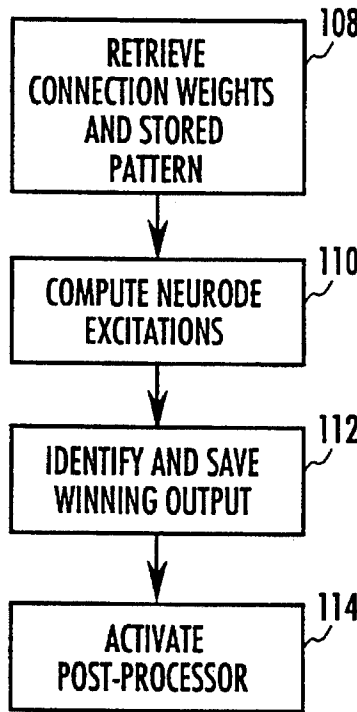 108
RETRIEVE
CONNECTION WEIGHTS
AND STORED
PATTERN
110
COMPUTE NEURODE
EXCITATIONS
112
IDENTIFY AND SAVE
WINNING OUTPUT
114
ACTIVATE
POST-PROCESSOR